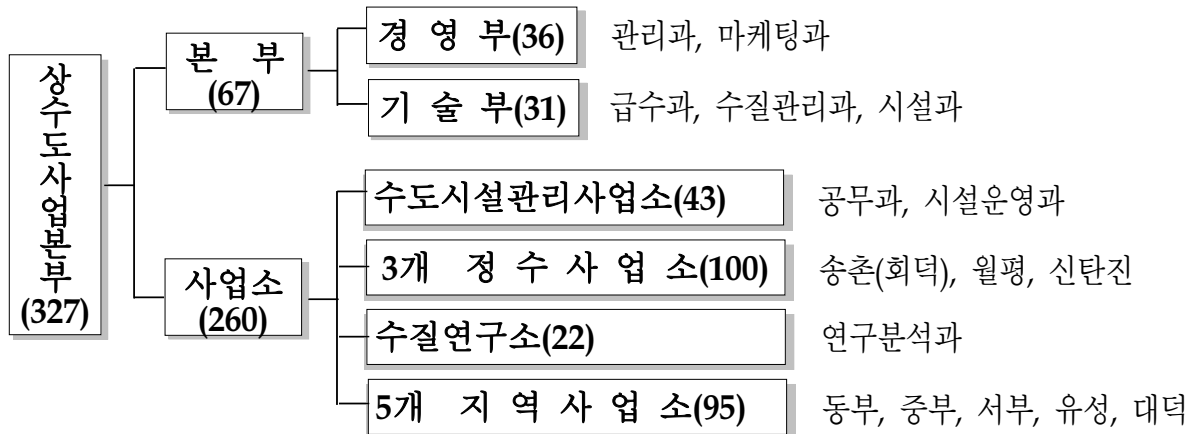 상수도사업본부
(327)
본 부
(67)
경 영 부(36) 관리과, 마케팅과
기 술 부(31) 급수과, 수질관리과, 시설과
사업소
(260)
수도시설관리사업소(43) 공무과, 시설운영과
3개 정 수 사 업 소(100) 송촌(회덕), 월평, 신탄진
수질연구소(22) 연구분석과
5개 지 역 사 업 소(95) 동부, 중부, 서부, 유성, 대덕